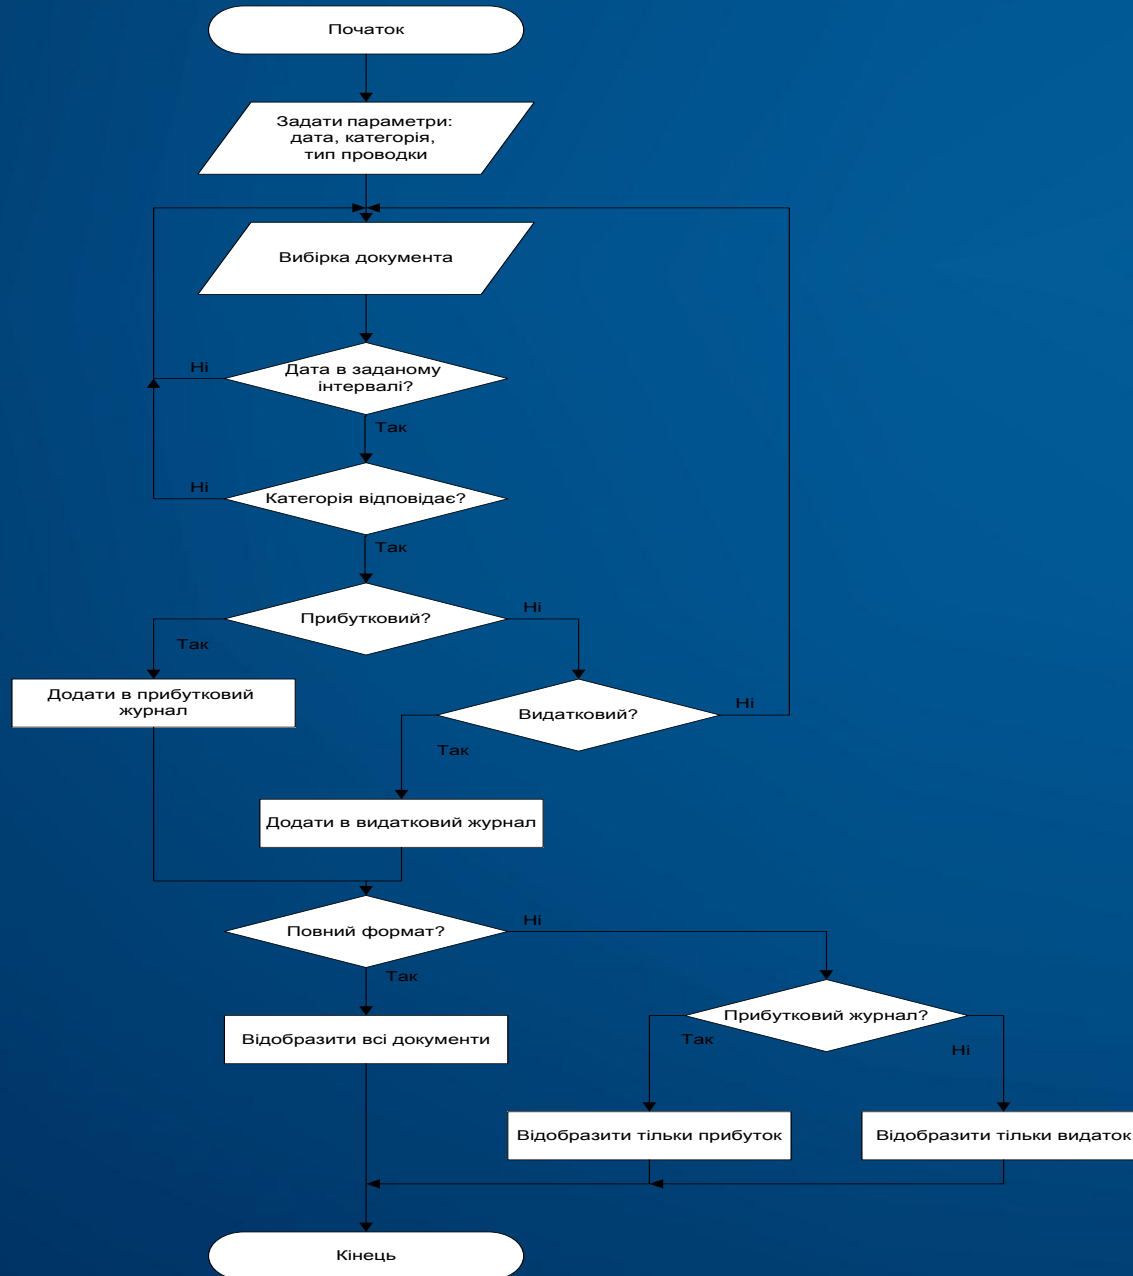 Початок
Задати параметри:
дата, категорія,
тип проводки
Вибірка документа
Ні
Дата в заданому
інтервалі?
Так
Ні
Категорія відповідає?
Так
Прибутковий?
Ні
Так
Додати в прибутковий
журнал
Видатковий?
Ні
Так
Додати в видатковий журнал
Повний формат?
Ні
Так
Прибутковий журнал?
Так
Ні
Відобразити всі документи
Відобразити тільки прибуток
Відобразити тільки видаток
Кінець